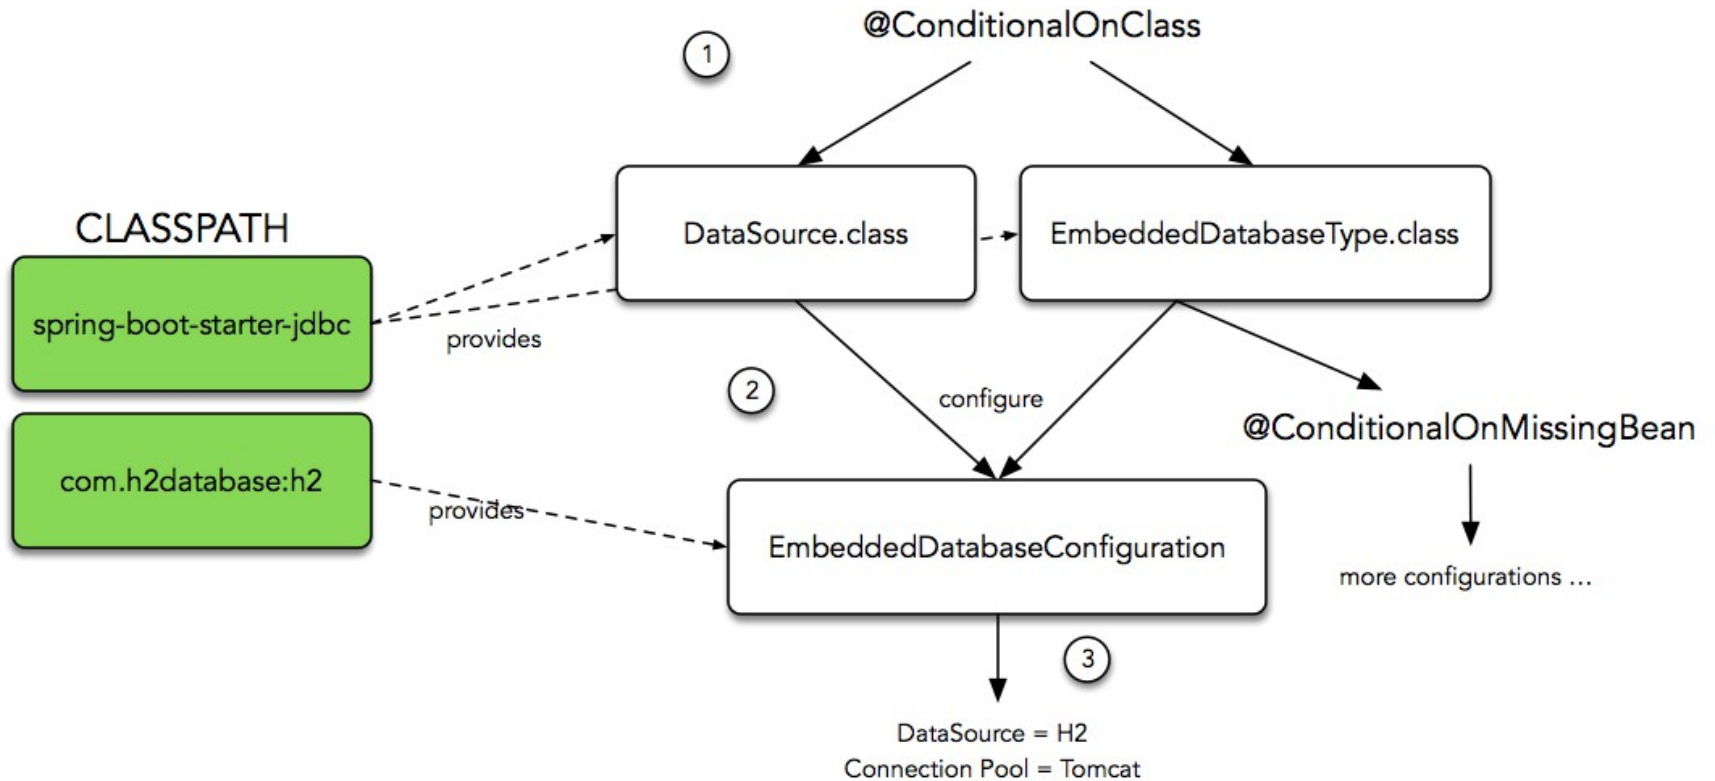 @ConditionalOnClass
1
CLASSPATH
DataSource.class
EmbeddedDatabaseType.class
spring-boot-starter-jdbc
provides
2
configure
@ConditionalOnMissingBean
com.h2database:h2
provides
EmbeddedDatabaseConfiguration
more configurations ...
3
DataSource = H2
Connection Pool = Tomcat